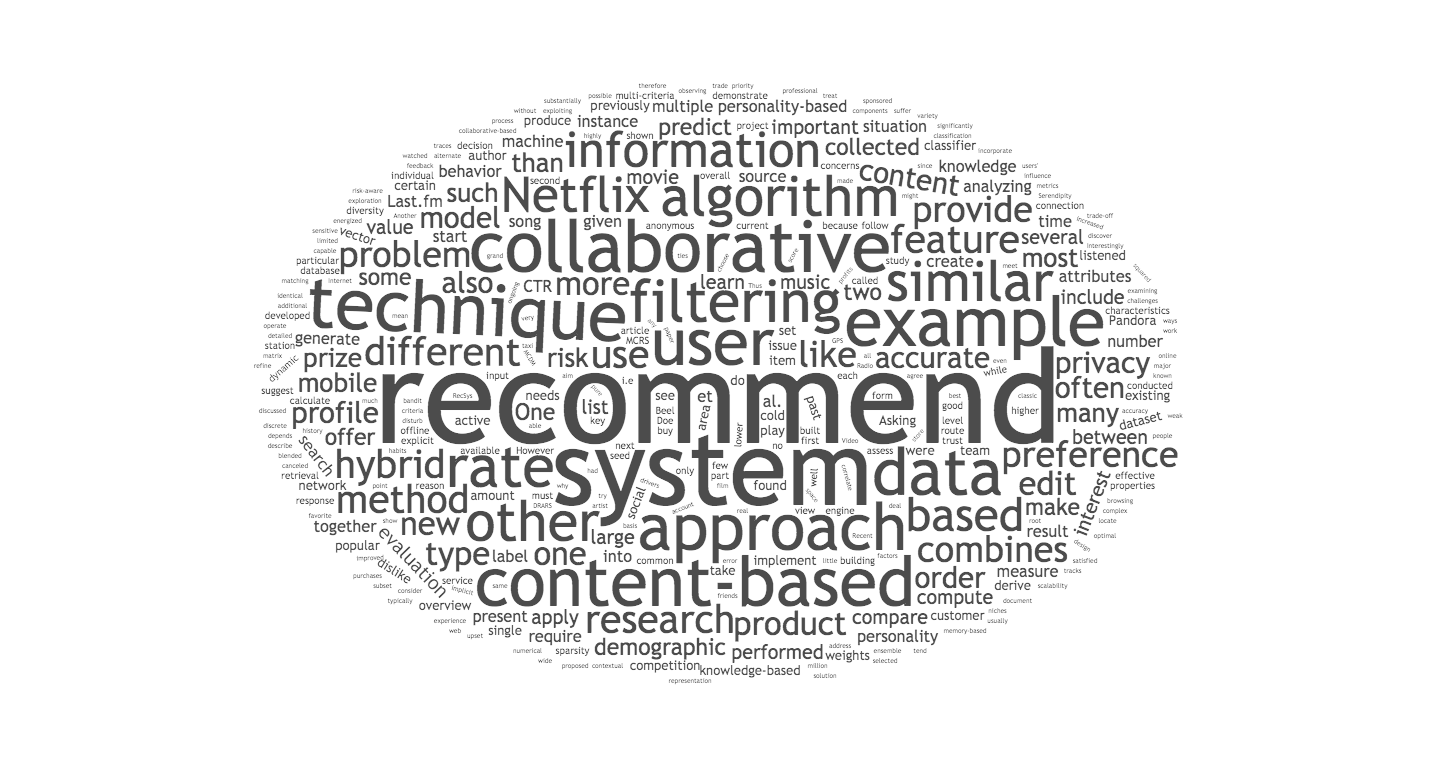 therefore trade priority
possible multi-criteria observing demonstrate professional treat
substantially previously multiple personality-based sponsored
without exploiting components suffer
process produce instance predict project important situation variety
collaborative-based highly shown significantly
traces decision machine information collected classifier classification
watched alternate author than concerns incorporate
feedback behavior movie overall source content since knowledge users'
individual second made influence
risk-aware certain such Netflix algorithm might analyzing metrics
exploration Last.fm provide Serendipity
diversity Another model song given anonymous current because follow connection
energized value time trade-off
sensitive vector start collaborative feature several increased discover
limited problem grand ties choose score study create most interestingly
capable meet listened
particular some also CTR more learn Thus music profits called similar attributes squared
database two
matching Internet ongoing
identical technique filtering include examining
additional mean very example challenges
developed any paper characteristics
operate article set GPS Pandora ways
detailed generate MCRS user number work
station taxi issue
matrix prize different MCDM risk use item like all accurate even privacy online
refine Radio major
dynamic input aim i.e do each agree while known
suggest mobile recommend often conducted
calculate much bandit RecSys needs pure see et al. past form best classic existing
discussed profile criteria One list Beel area cold Asking good higher many accuracy
discrete disturb active able key Doe play built level dataset weak
history offline buy lower first route
depends offer explicit trust between people
describe search habits available However next no Video store assess were team
blended hybrid rate system data preference
canceled seed few
retrieval had only part found well correlate effective
network point reason why drivers film space edit properties
response method amount must try social interest browsing
DRARS artist account real view engine deal make complex
favorite new other basis approach based root locate
together show large Recent result optimal
popular evaluation design
improved type label one into common error implement little building factors combines satisfied
dislike take measure tracks
purchases service same content-based order derive scalability
subset consider implicit friends compute
typically overview document
experience present apply research product compare customer niches
usually
web upset single require address personality memory-based
numerical sparsity demographic performed weights ensemble tend
wide proposed contextual competition knowledge-based million selected
solution
representation